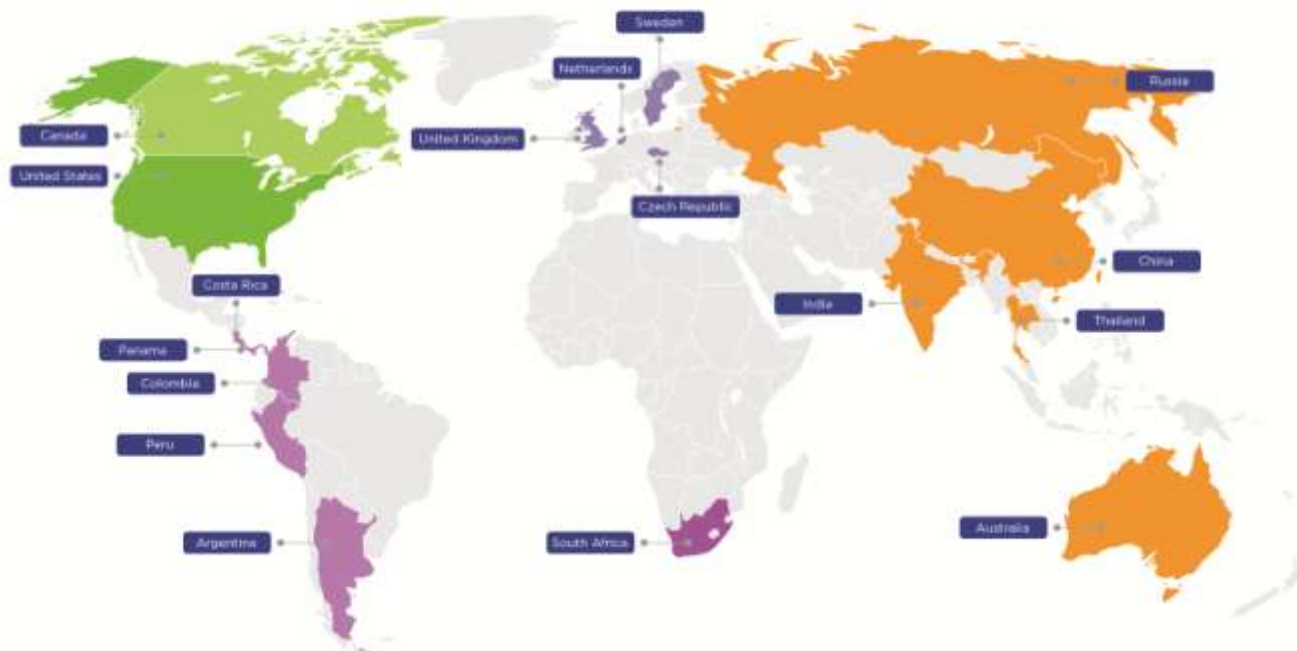 Sweden
Netherlands
Russia
Canada
United Kingdom
United States
Czech Republic
China
Costa Rica
India
Thailand
Panama
Colombia
Peru
Australia
Argentina
South Africa